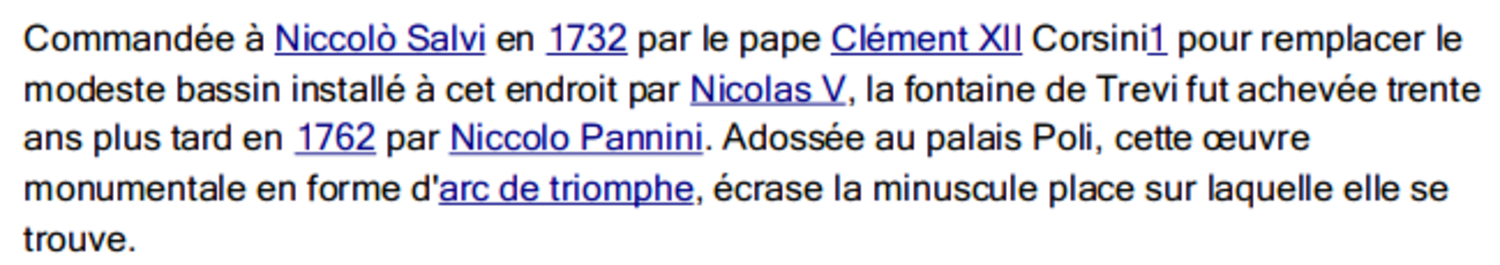 Commandée à Niccolò Salvi en 1732 par le pape Clément XII Corsini1 pour remplacer le
modeste bassin installé à cet endroit par Nicolas V, la fontaine de Trevi fut achevée trente
ans plus tard en 1762 par Niccolo Pannini. Adossée au palais Poli, cette œuvre
monumentale en forme d'arc de triomphe, écrase la minuscule place sur laquelle elle se
trouve.